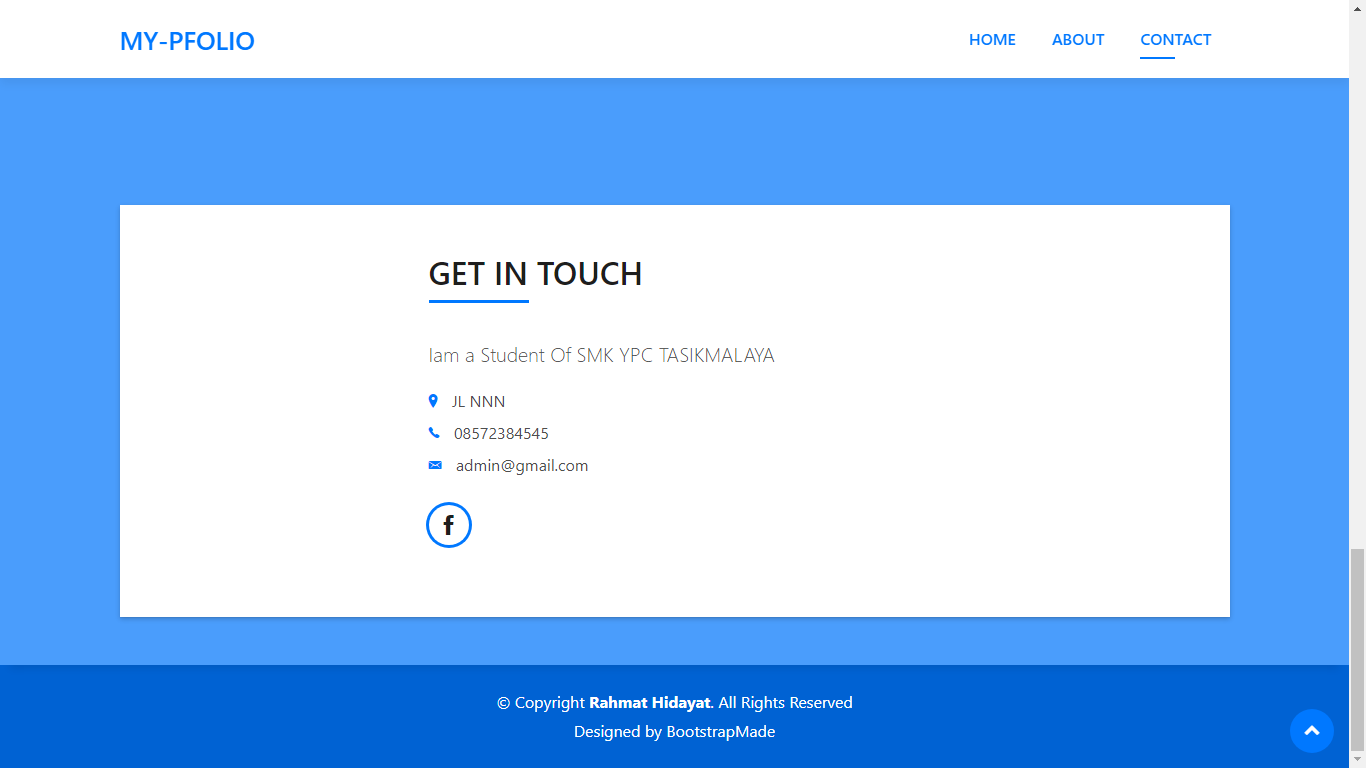 MY-PFOLIO
HOME ABOUT CONTACT
GET IN TOUCH
Iam a Student Of SMK YPC TASIKMALAYA
JL NNN
08572384545
admin@gmail.com
© Copyright Rahmat Hidayat. All Rights Reserved
Designed by BootstrapMade